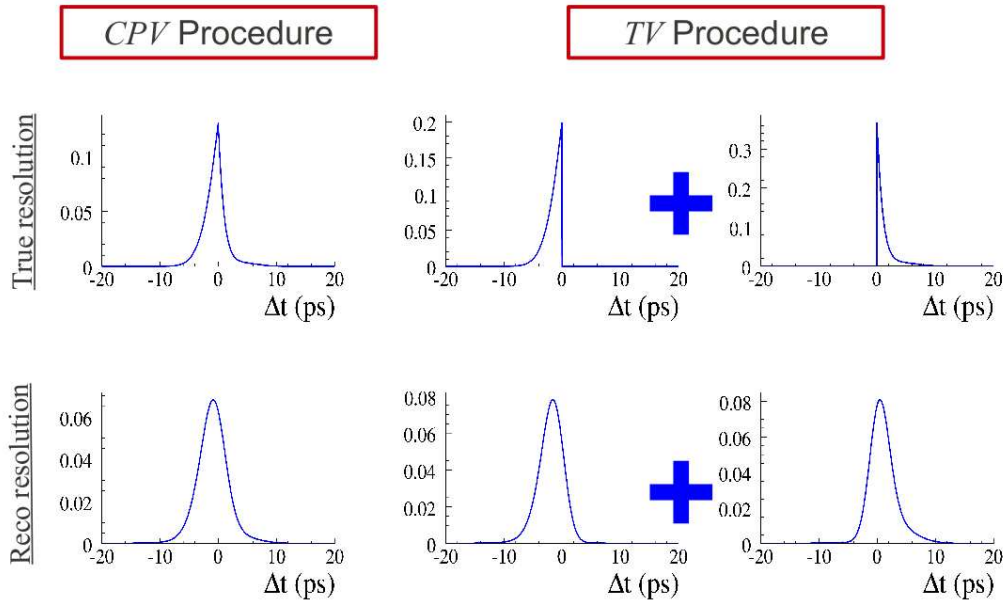 CPV Procedure
TV Procedure
True resolution
0.1
0.05
0
-20 -10 0 10 20
Δt (ps)
0.2
0.15
0.1
0.05
0
-20 -10 0 10 20
Δt (ps)
0.3
0.2
0.1
0
-20 -10 0 10 20
Δt (ps)
Reco resolution
0.06
0.04
0.02
0
-20 -10 0 10 20
Δt (ps)
0.08
0.06
0.04
0.02
0
-20 -10 0 10 20
Δt (ps)
0.08
0.06
0.04
0.02
0
-20 -10 0 10 20
Δt (ps)